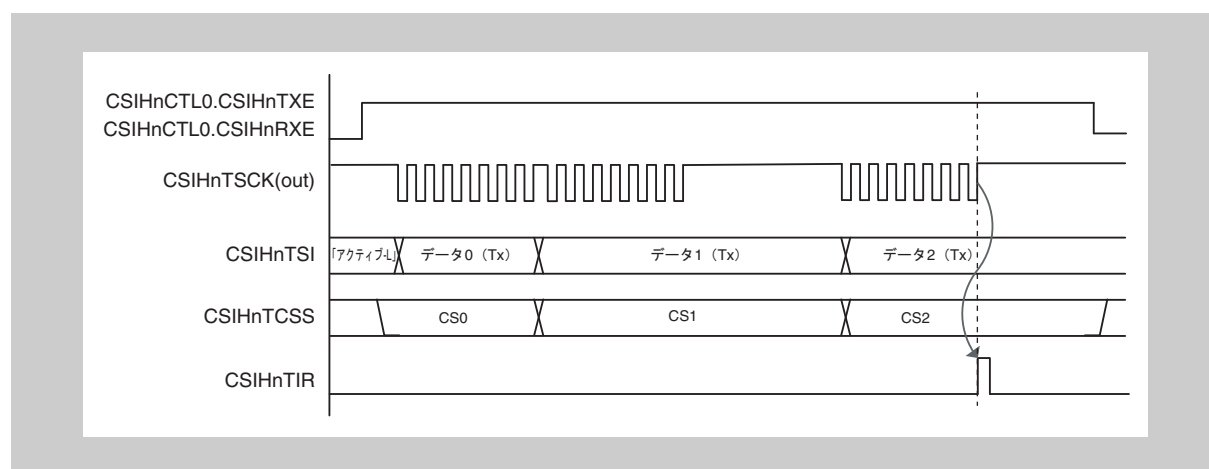 CSIHnCTL0.CSIHnTXE
CSIHnCTL0.CSIHnRXE
CSIHnTSCK(out)
CSIHnTSI
「アクティブ-L」
データ0（Tx）
データ1（Tx）
データ2（Tx）
CSIHnTCSS
CS0
CS1
CS2
CSIHnTIR